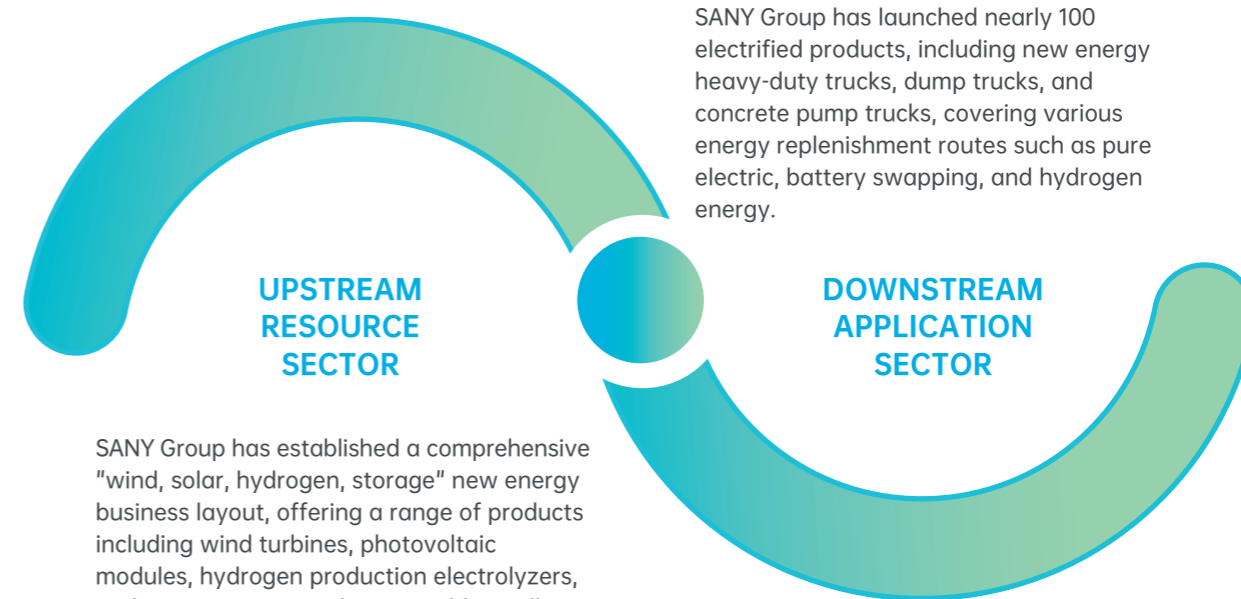 SANY Group has launched nearly 100
electrified products, including new energy
heavy-duty trucks, dump trucks, and
concrete pump trucks, covering various
energy replenishment routes such as pure
electric, battery swapping, and hydrogen
energy.
UPSTREAM
RESOURCE
SECTOR
DOWNSTREAM
APPLICATION
SECTOR
SANY Group has established a comprehensive
"wind, solar, hydrogen, storage" new energy
business layout, offering a range of products
including wind turbines, photovoltaic
modules, hydrogen production electrolyzers,